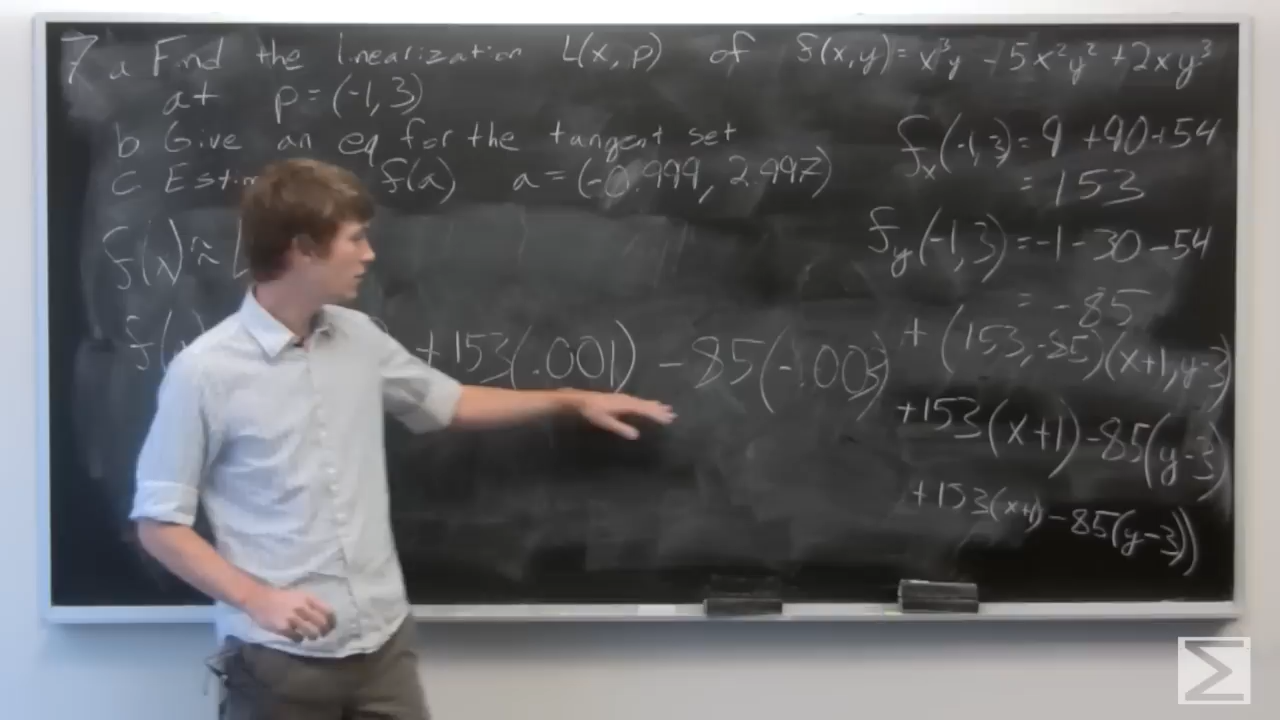 7 a Find the linearization L(x, p) of f(x,y) = x³y - 5x²y² + 2xy³
at p = (-1, 3)
b Give an eq for the tangent set
c Esti f(a) a = (-0.999, 2.997)
fₓ(-1,3) = 9 + 90 + 54
= 153
f_y(-1,3) = -1 - 30 - 54
= -85
f(x) ≈ L
f( +153(.001) - 85(-.003)
+ (153, -85)(x+1, y-3)
+153(x+1) - 85(y-3)
+153(x+1) - 85(y-3))
Σ